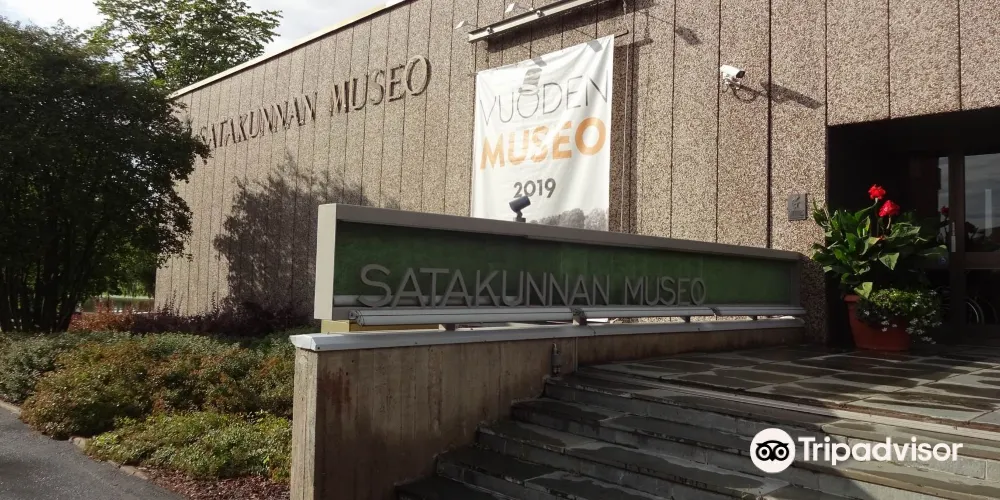 SATAKUNNAN MUSEO
VUODEN
MUSEO
2019
SATAKUNNAN MUSEO
Tripadvisor